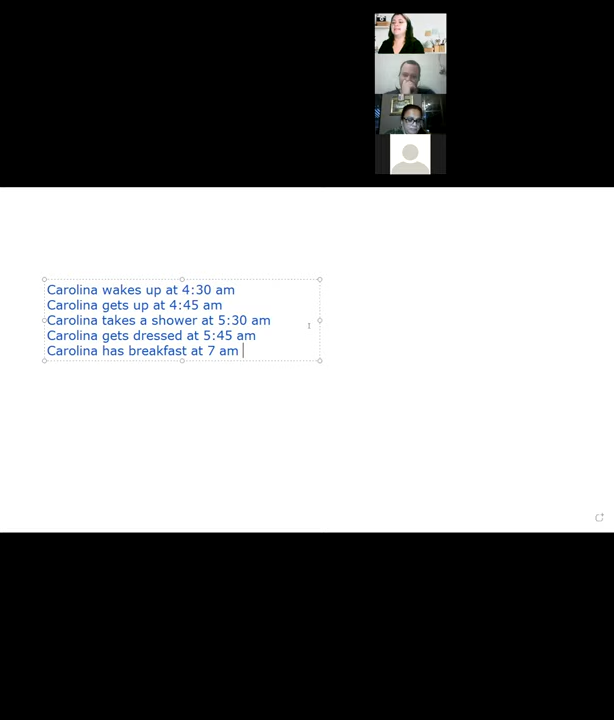 Carolina wakes up at 4:30 am
Carolina gets up at 4:45 am
Carolina takes a shower at 5:30 am
Carolina gets dressed at 5:45 am
Carolina has breakfast at 7 am